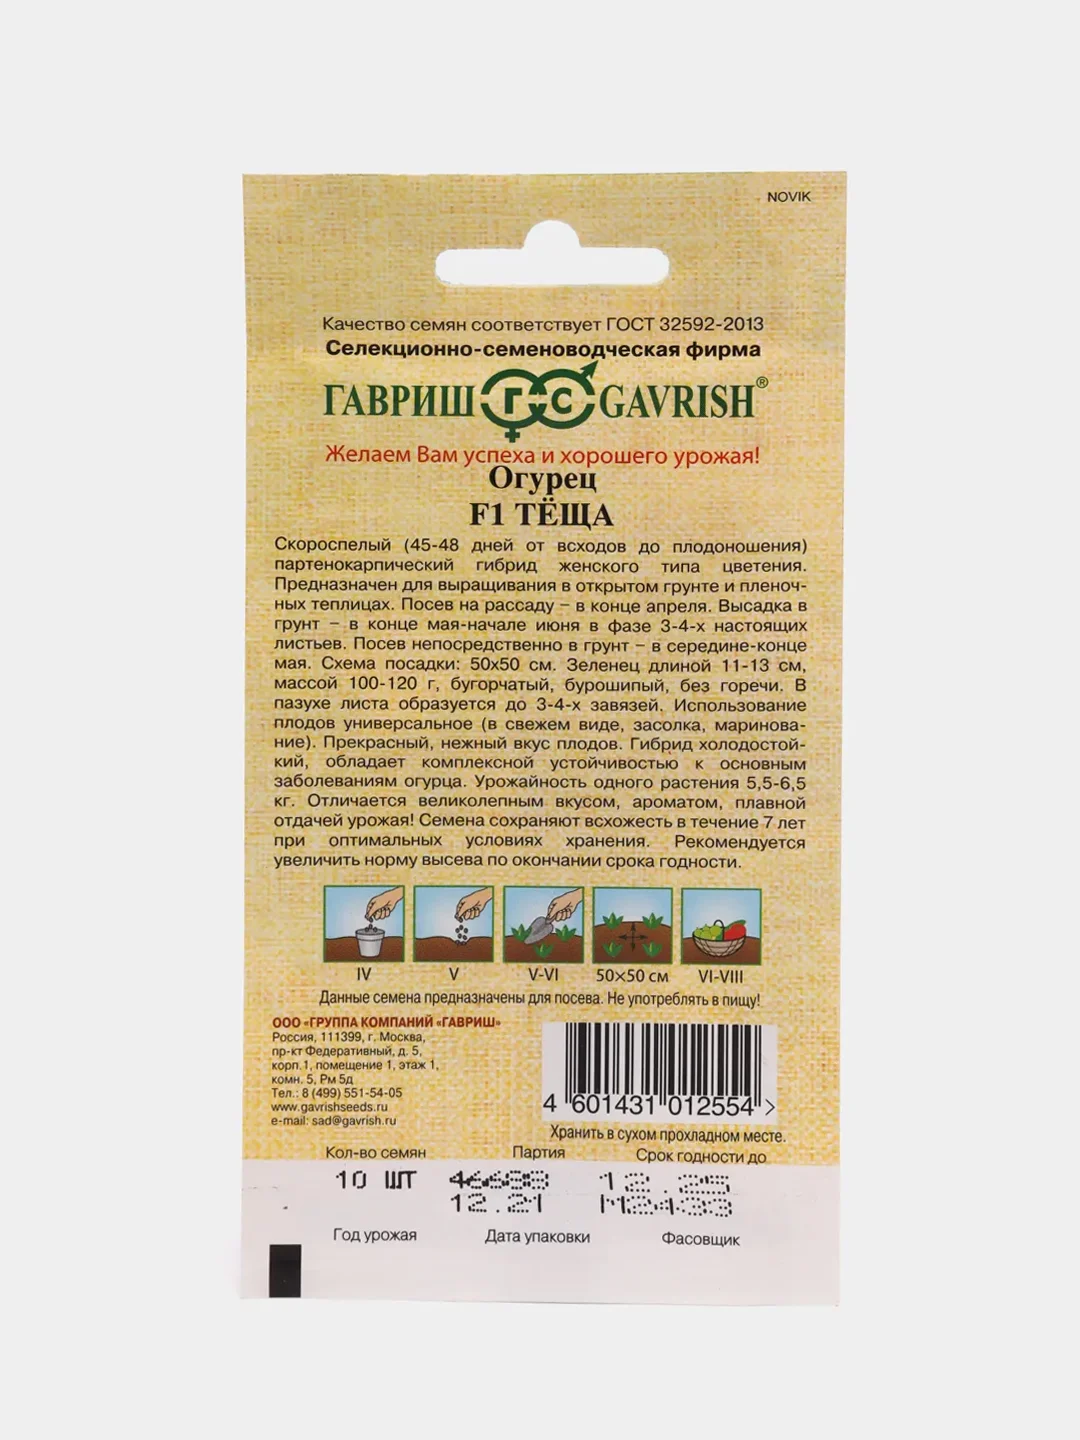 NOVIK
Качество семян соответствует ГОСТ 32592-2013
Селекционно-семеноводческая фирма
ГАВРИШ ГС GAVRISH®
Желаем Вам успеха и хорошего урожая!
Огурец
F1 ТЁЩА
Скороспелый (45-48 дней от всходов до плодоношения)
партенокарпический гибрид женского типа цветения.
Предназначен для выращивания в открытом грунте и пленоч-
ных теплицах. Посев на рассаду – в конце апреля. Высадка в
грунт – в конце мая-начале июня в фазе 3-4-х настоящих
листьев. Посев непосредственно в грунт – в середине-конце
мая. Схема посадки: 50х50 см. Зеленец длиной 11-13 см,
массой 100-120 г, бугорчатый, бурошипый, без горечи. В
пазухе листа образуется до 3-4-х завязей. Использование
плодов универсальное (в свежем виде, засолка, маринова-
ние). Прекрасный, нежный вкус плодов. Гибрид холодостой-
кий, обладает комплексной устойчивостью к основным
заболеваниям огурца. Урожайность одного растения 5,5-6,5
кг. Отличается великолепным вкусом, ароматом, плавной
отдачей урожая! Семена сохраняют всхожесть в течение 7 лет
при оптимальных условиях хранения. Рекомендуется
увеличить норму высева по окончании срока годности.
IV V V-VI 50×50 см VI-VIII
Данные семена предназначены для посева. Не употреблять в пищу!
ООО «ГРУППА КОМПАНИЙ "ГАВРИШ»
Россия, 111399, г. Москва,
пр-кт Федеративный, д. 5,
корп.1, помещение 1, этаж 1,
комн. 5, Рм 5д
Тел.: 8 (499) 551-54-05
www.gavrishseeds.ru
e-mail: sad@gavrish.ru
4 601431 012554 >
Хранить в сухом прохладном месте.
Кол-во семян Партия Срок годности до
10 ШТ 12.25
12.21 М2433
Год урожая Дата упаковки Фасовщик